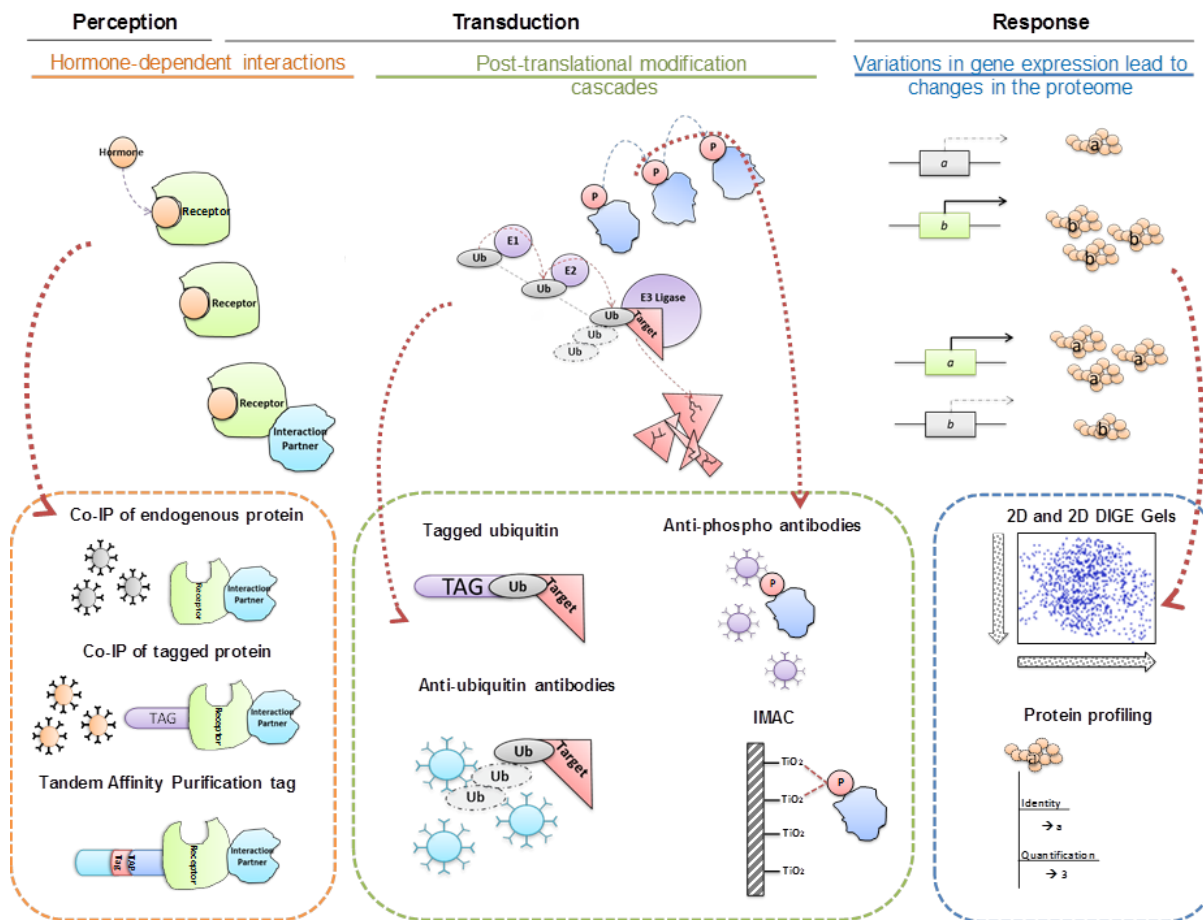 Perception
Transduction
Response
Hormone-dependent interactions
Post-translational modification
cascades
Variations in gene expression lead to
changes in the proteome
Hormone
Receptor
Receptor
Receptor
Interaction
Partner
P
P
P
E1
Ub
E2
Ub
E3 Ligase
Ub
Target
Ub
Ub
a
a
b
b
b
b
a
a
a
a
b
b
Co-IP of endogenous protein
Receptor
Interaction
Partner
Co-IP of tagged protein
TAG
Receptor
Interaction
Partner
Tandem Affinity Purification tag
TAP
Tag
Receptor
Interaction
Partner
Tagged ubiquitin
TAG
Ub
Target
Anti-ubiquitin antibodies
Ub
Target
Ub
Ub
Anti-phospho antibodies
P
IMAC
TiO₂
P
TiO₂
TiO₂
TiO₂
2D and 2D DIGE Gels
Protein profiling
a
Identity
→ a
Quantification
→ 3